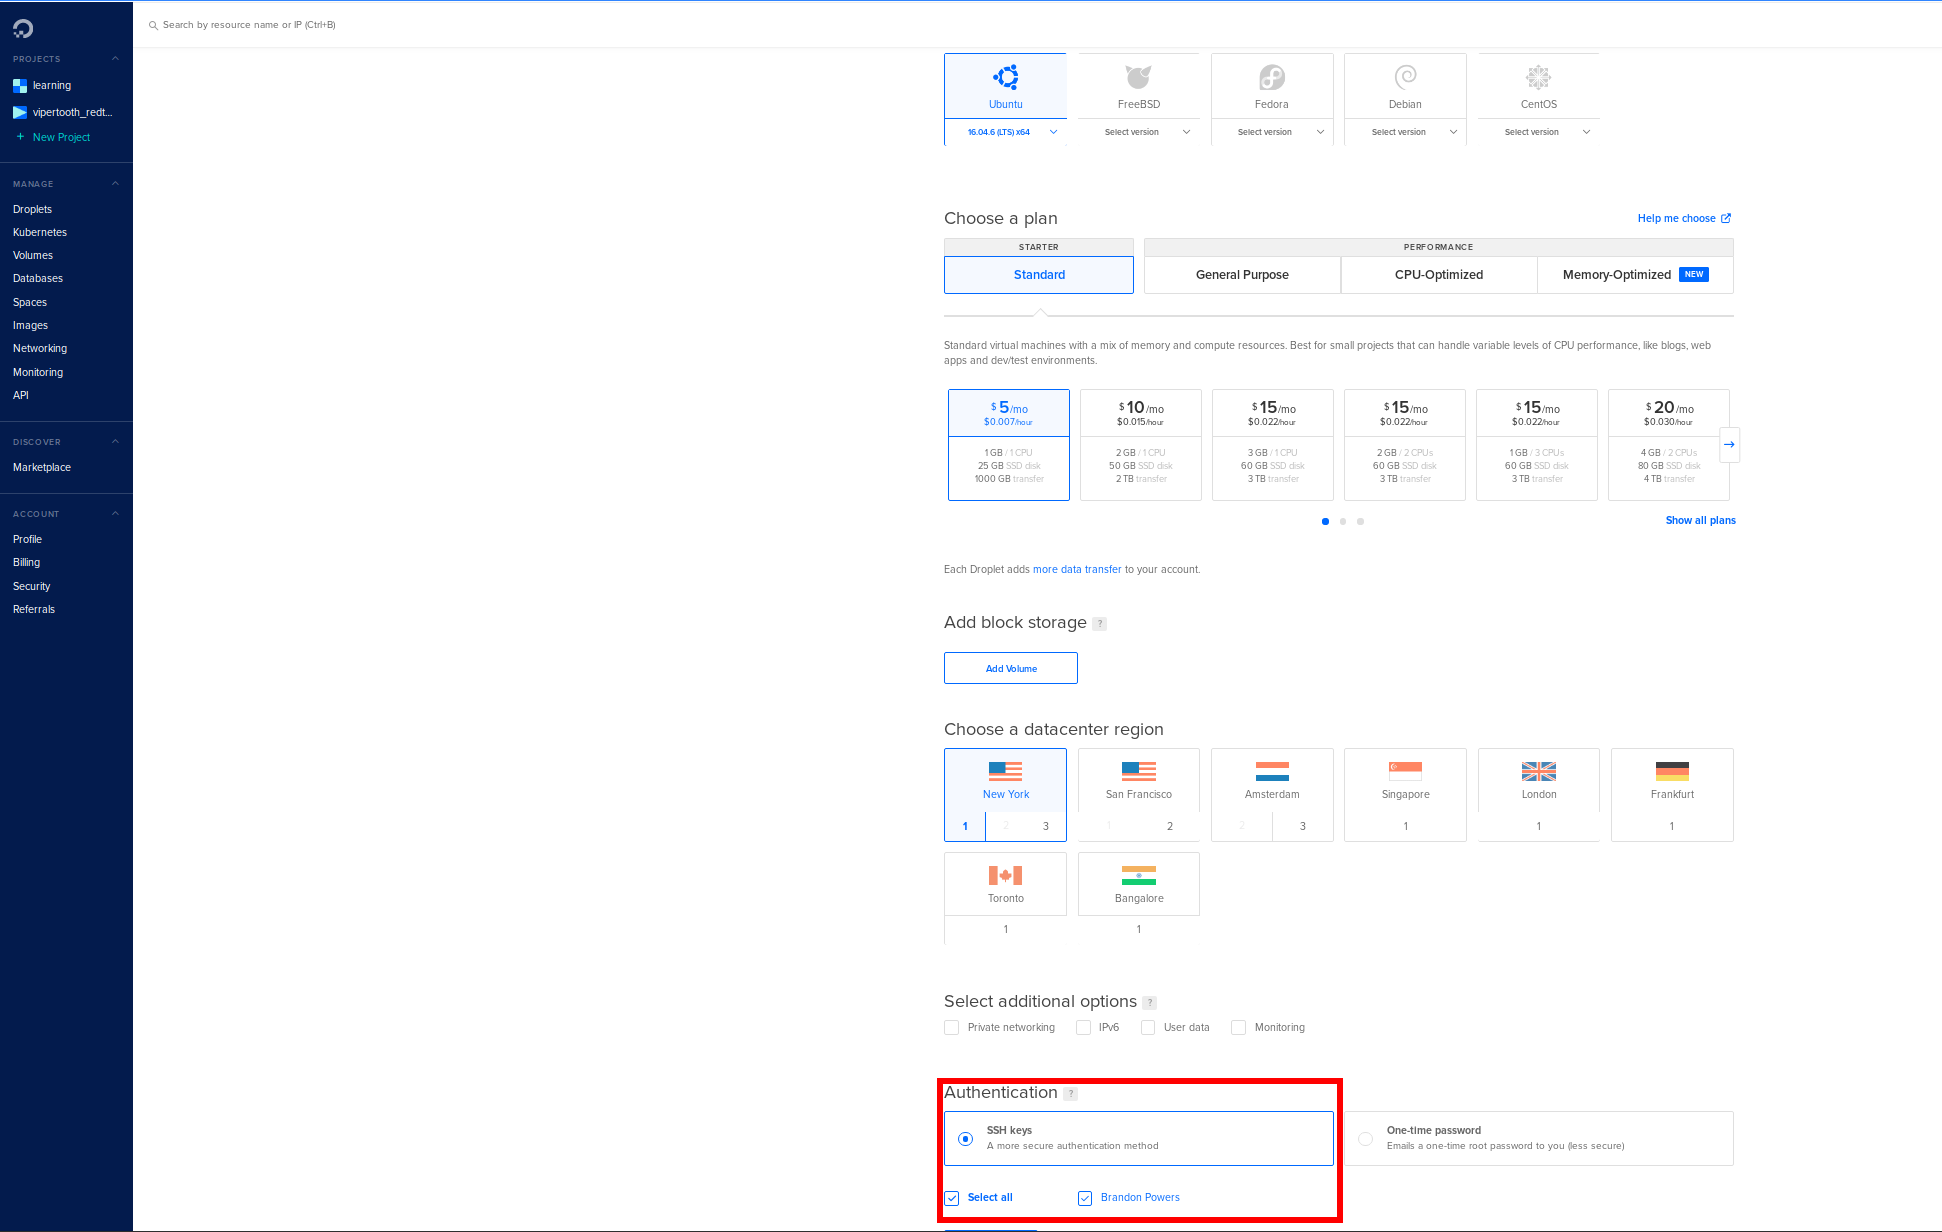 Search by resource name or IP (Ctrl+B)
PROJECTS
learning
vipertooth_redt...
+ New Project
MANAGE
Droplets
Kubernetes
Volumes
Databases
Spaces
Images
Networking
Monitoring
API
DISCOVER
Marketplace
ACCOUNT
Profile
Billing
Security
Referrals
Ubuntu FreeBSD Fedora Debian CentOS
16.04.6 (LTS) x64 Select version Select version Select version Select version
Choose a plan Help me choose
STARTER PERFORMANCE
Standard General Purpose CPU-Optimized Memory-Optimized NEW
Standard virtual machines with a mix of memory and compute resources. Best for small projects that can handle variable levels of CPU performance, like blogs, web
apps and dev/test environments.
$ 5/mo $ 10/mo $ 15/mo $ 15/mo $ 15/mo $ 20/mo
$0.007/hour $0.015/hour $0.022/hour $0.022/hour $0.022/hour $0.030/hour
1 GB / 1 CPU 2 GB / 1 CPU 3 GB / 1 CPU 2 GB / 2 CPUs 1 GB / 3 CPUs 4 GB / 2 CPUs
25 GB SSD disk 50 GB SSD disk 60 GB SSD disk 60 GB SSD disk 60 GB SSD disk 80 GB SSD disk
1000 GB transfer 2 TB transfer 3 TB transfer 3 TB transfer 3 TB transfer 4 TB transfer
Show all plans
Each Droplet adds more data transfer to your account.
Add block storage ?
Add Volume
Choose a datacenter region
New York San Francisco Amsterdam Singapore London Frankfurt
1 2 3 1 2 2 3 1 1 1
Toronto Bangalore
1 1
Select additional options ?
Private networking IPv6 User data Monitoring
Authentication ?
SSH keys One-time password
A more secure authentication method Emails a one-time root password to you (less secure)
Select all Brandon Powers